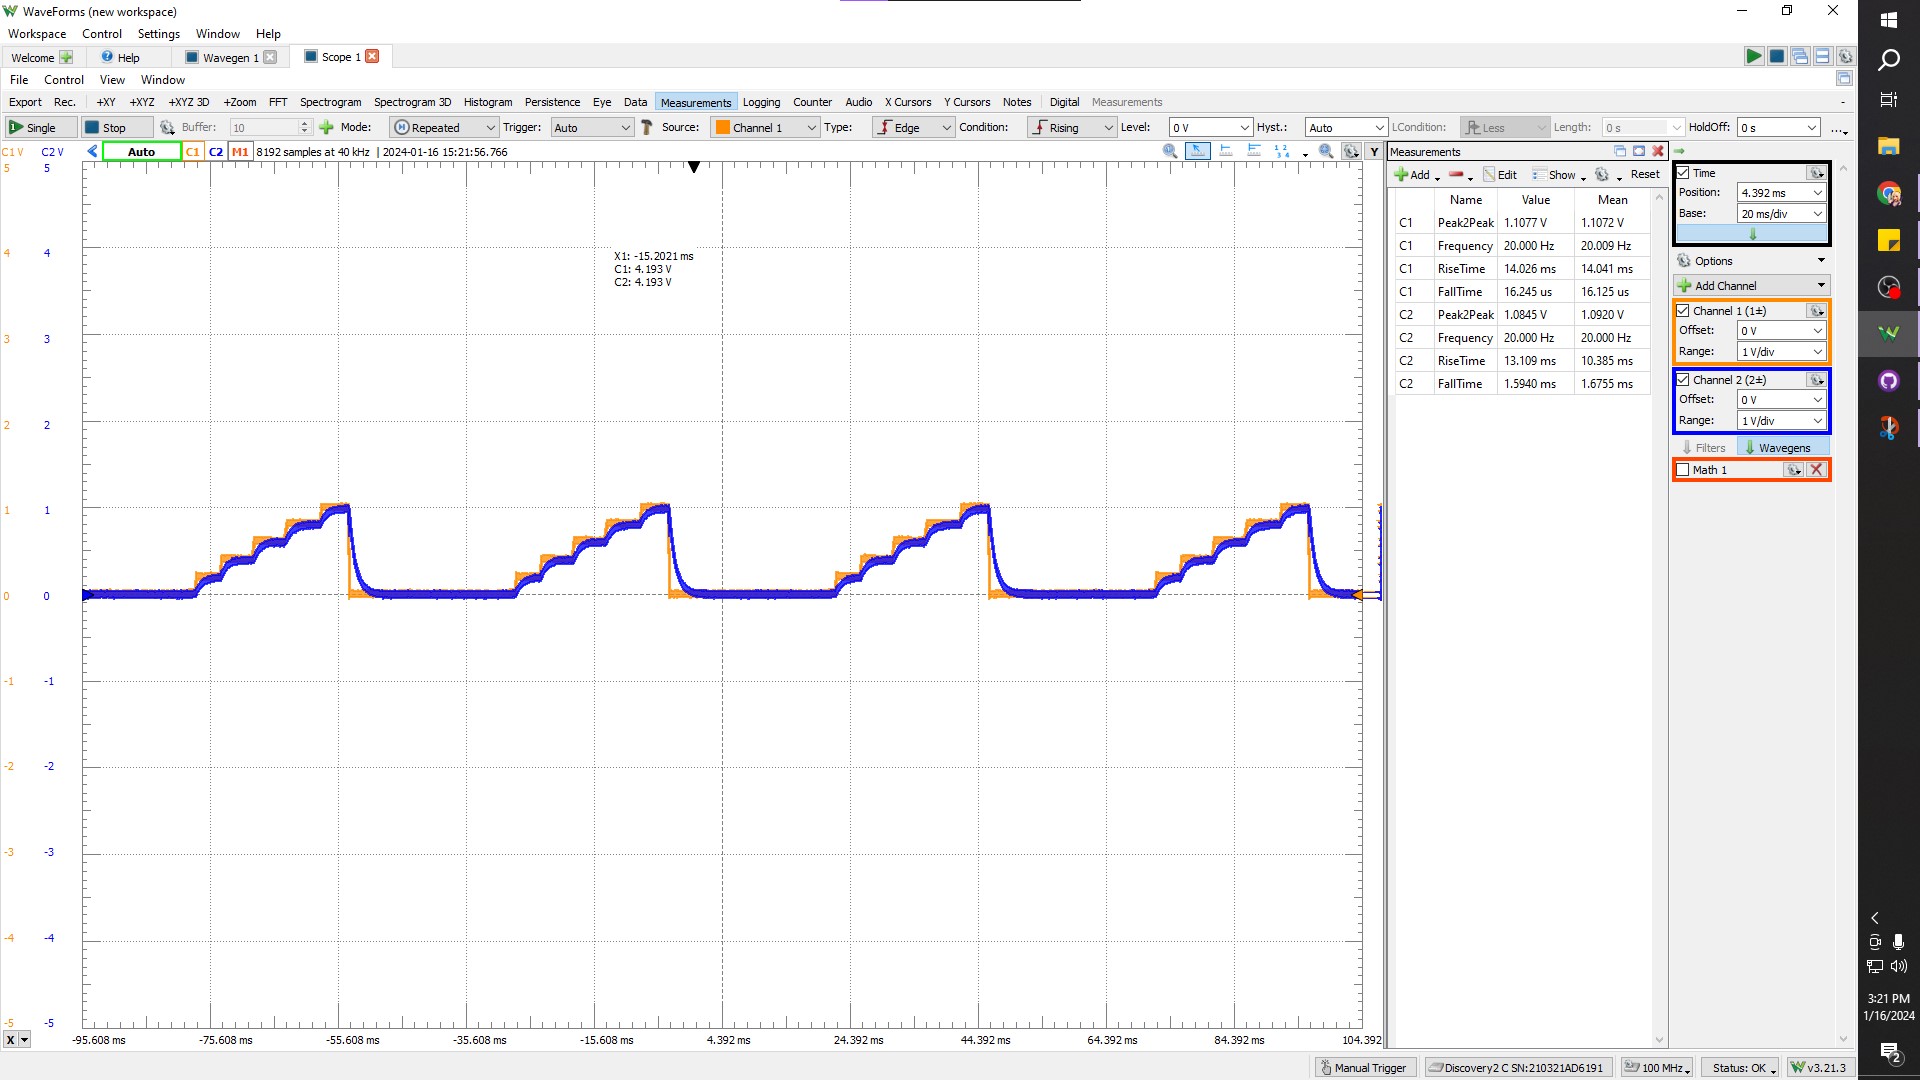 WaveForms (new workspace)
Workspace Control Settings Window Help
Welcome Help Wavegen 1 Scope 1
File Control View Window
Export Rec. +XY +XYZ +XYZ 3D +Zoom FFT Spectrogram Spectrogram 3D Histogram Persistence Eye Data Measurements Logging Counter Audio X Cursors Y Cursors Notes Digital Measurements -
Single Stop Buffer: 10 Mode: Repeated Trigger: Auto Source: Channel 1 Type: Edge Condition: Rising Level: 0 V Hyst.: Auto LCondition: Less Length: 0 s HoldOff: 0 s ...
C1 V C2 V Auto C1 C2 M1 8192 samples at 40 kHz | 2024-01-16 15:21:56.766 Y
5 5
4 4
3 3
2 2
1 1
0 0
-1 -1
-2 -2
-3 -3
-4 -4
-5 -5
X1: -15.2021 ms
C1: 4.193 V
C2: 4.193 V
X -95.608 ms -75.608 ms -55.608 ms -35.608 ms -15.608 ms 4.392 ms 24.392 ms 44.392 ms 64.392 ms 84.392 ms 104.392
Measurements
Add Edit Show Reset
Name Value Mean
C1 Peak2Peak 1.1077 V 1.1072 V
C1 Frequency 20.000 Hz 20.009 Hz
C1 RiseTime 14.026 ms 14.041 ms
C1 FallTime 16.245 us 16.125 us
C2 Peak2Peak 1.0845 V 1.0920 V
C2 Frequency 20.000 Hz 20.000 Hz
C2 RiseTime 13.109 ms 10.385 ms
C2 FallTime 1.5940 ms 1.6755 ms
Time
Position: 4.392 ms
Base: 20 ms/div
Options
Add Channel
Channel 1 (1±)
Offset: 0 V
Range: 1 V/div
Channel 2 (2±)
Offset: 0 V
Range: 1 V/div
Filters Wavegens
Math 1
Manual Trigger Discovery2 C SN:210321AD6191 100 MHz Status: OK v3.21.3
3:21 PM
1/16/2024
2